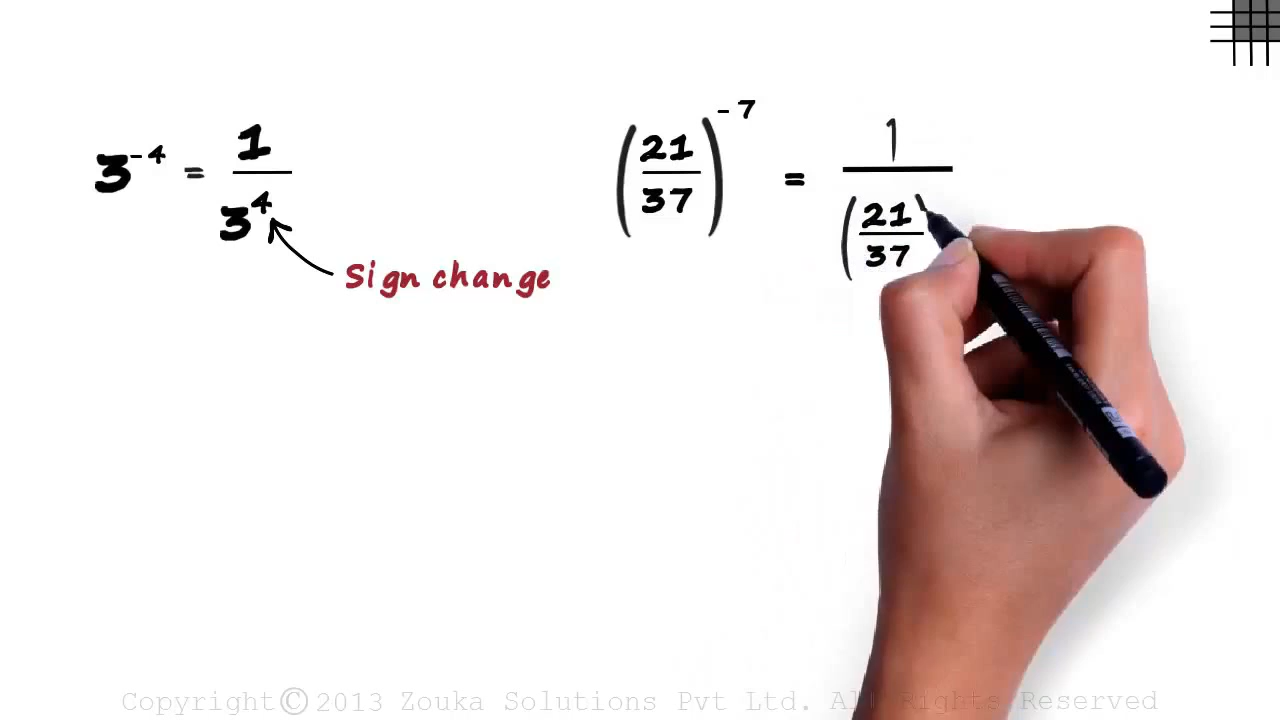 3^-4 = 1/3^4
Sign change
(21/37)^-7 = 1/(21/37)
Copyright © 2013 Zouka Solutions Pvt Ltd. All Rights Reserved